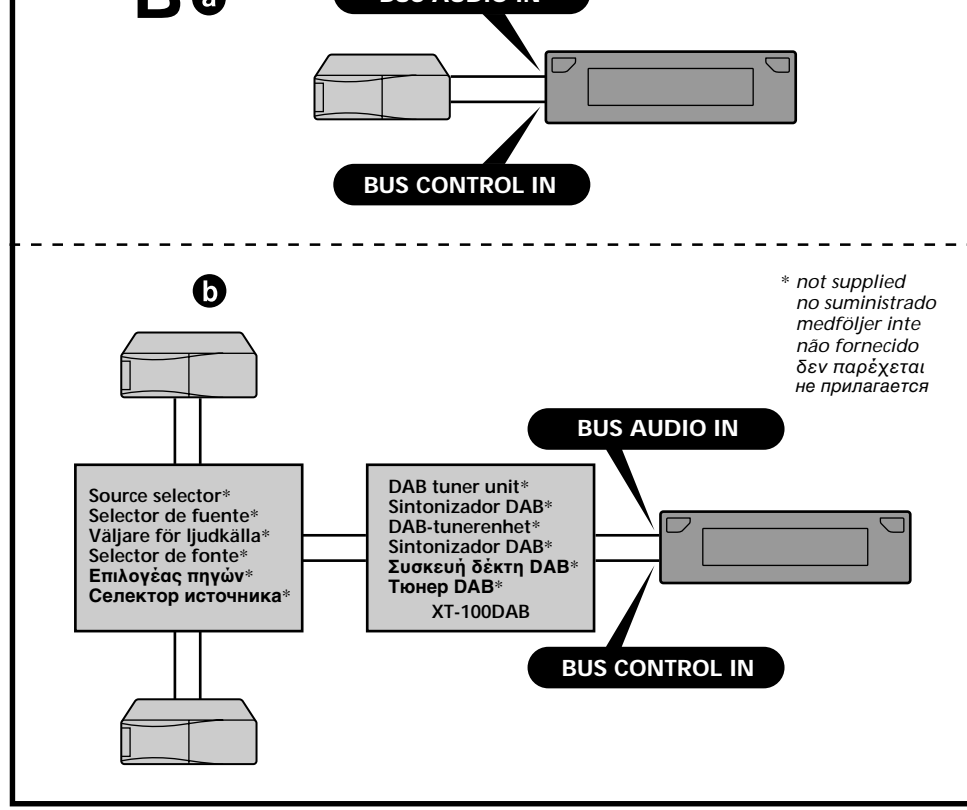 B a
BUS AUDIO IN
BUS CONTROL IN
b
* not supplied
no suministrado
medföljer inte
não fornecido
δεν παρέχεται
не прилагается
BUS AUDIO IN
Source selector*
Selector de fuente*
Väljare för ljudkälla*
Selector de fonte*
Επιλογέας πηγών*
Селектор источника*
DAB tuner unit*
Sintonizador DAB*
DAB-tunerenhet*
Sintonizador DAB*
Συσκευή δέκτη DAB*
Тюнер DAB*
XT-100DAB
BUS CONTROL IN